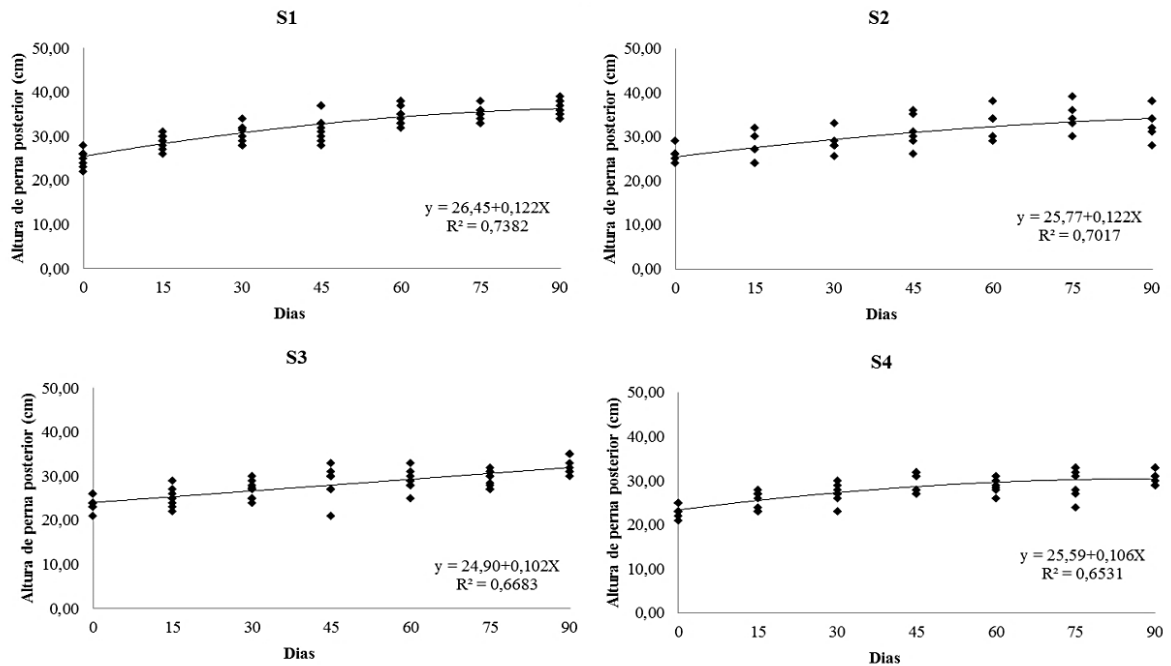 S1
Altura de perna posterior (cm)
50,00
40,00
30,00
20,00
10,00
0,00
y = 26,45+0,122X
R² = 0,7382
0 15 30 45 60 75 90
Dias
S2
Altura de perna posterior (cm)
50,00
40,00
30,00
20,00
10,00
0,00
y = 25,77+0,122X
R² = 0,7017
0 15 30 45 60 75 90
Dias
S3
Altura de perna posterior (cm)
50,00
40,00
30,00
20,00
10,00
0,00
y = 24,90+0,102X
R² = 0,6683
0 15 30 45 60 75 90
Dias
S4
Altura de perna posterior (cm)
50,00
40,00
30,00
20,00
10,00
0,00
y = 25,59+0,106X
R² = 0,6531
0 15 30 45 60 75 90
Dias